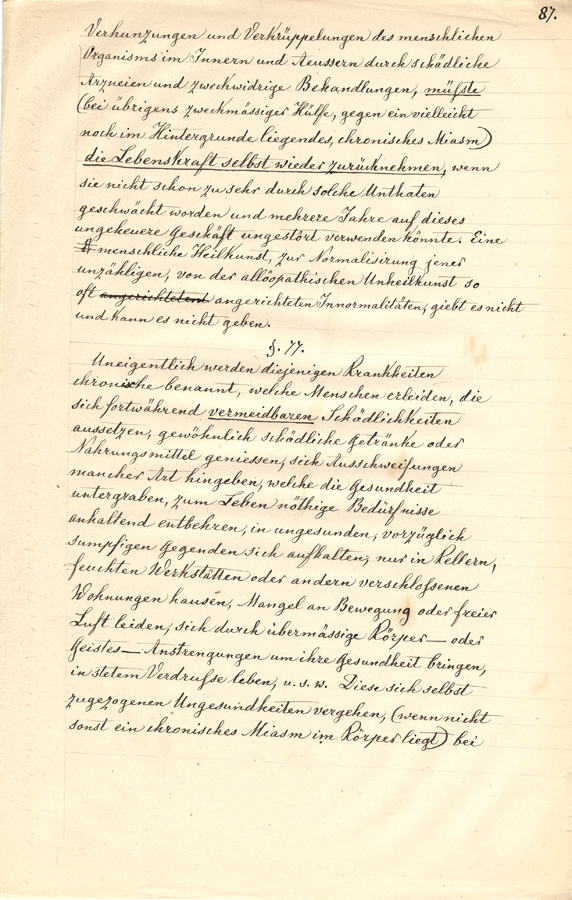 87.
Verhunzungen und Verkrüppelungen des menschlichen
Organisms im Innern und Aeussern durch schädliche
Arzneien und zweckwidrige Behandlungen, müsste
(bei übrigens zweckmässiger Hülfe, gegen ein vielleicht
noch im Hintergrunde liegendes, chronisches Miasm)
die Lebenskraft selbst wieder zurücknehmen, wenn
sie nicht schon zu sehr durch solche Unthaten
geschwächt worden und mehrere Jahre auf dieses
ungeheuere Geschäft ungestört verwenden könnte. Eine
menschliche Heilkunst, zur Normalisirung jener
unzähligen, von der allöopathischen Unheilkunst so
oft angerichteten angerichteten Innormalitäten, giebt es nicht
und kann es nicht geben.
§. 77.
Uneigentlich werden diejenigen Krankheiten
chronische benannt, welche Menschen erleiden, die
sich fortwährend vermeidbaren Schädlichkeiten
aussetzen, gewöhnlich schädliche Getränke oder
Nahrungsmittel geniessen, sich Ausschweifungen
mancher Art hingeben, welche die Gesundheit
untergraben, zum Leben nöthige Bedürfnisse
anhaltend entbehren, in ungesunden, vorzüglich
sumpfigen Gegenden sich aufhalten, nur in Kellern,
feuchten Werkstätten oder andern verschlossenen
Wohnungen hausen, Mangel an Bewegung oder freier
Luft leiden, sich durch übermässige Körper- oder
Geistes- Anstrengungen um ihre Gesundheit bringen,
in stetem Verdrusse leben, u. s. w. Diese sich selbst
zugezogenen Ungesundheiten vergehen, (wenn nicht
sonst ein chronisches Miasm im Körper liegt) bei